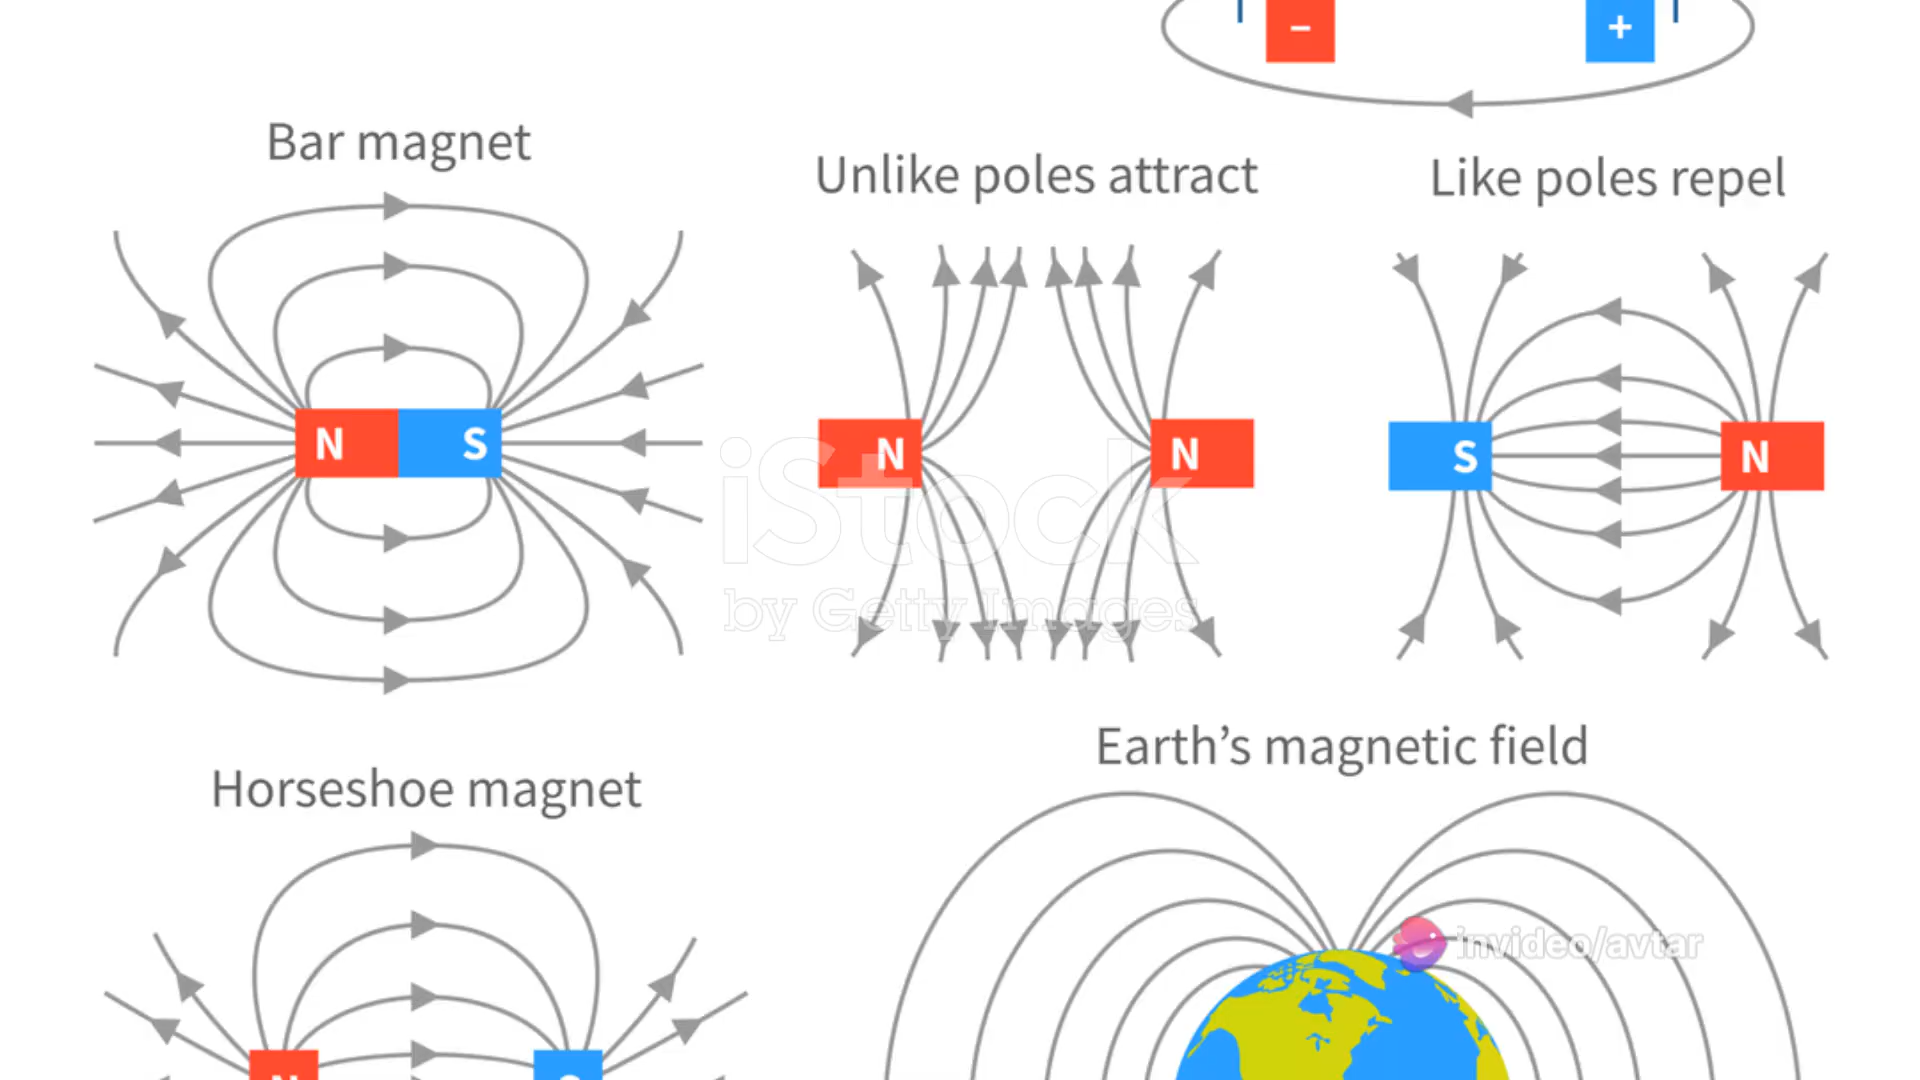 –
+
Bar magnet
Unlike poles attract
Like poles repel
N
S
N
N
S
N
iStock
by Getty Images
Earth's magnetic field
Horseshoe magnet
invideo/avtar
N
S